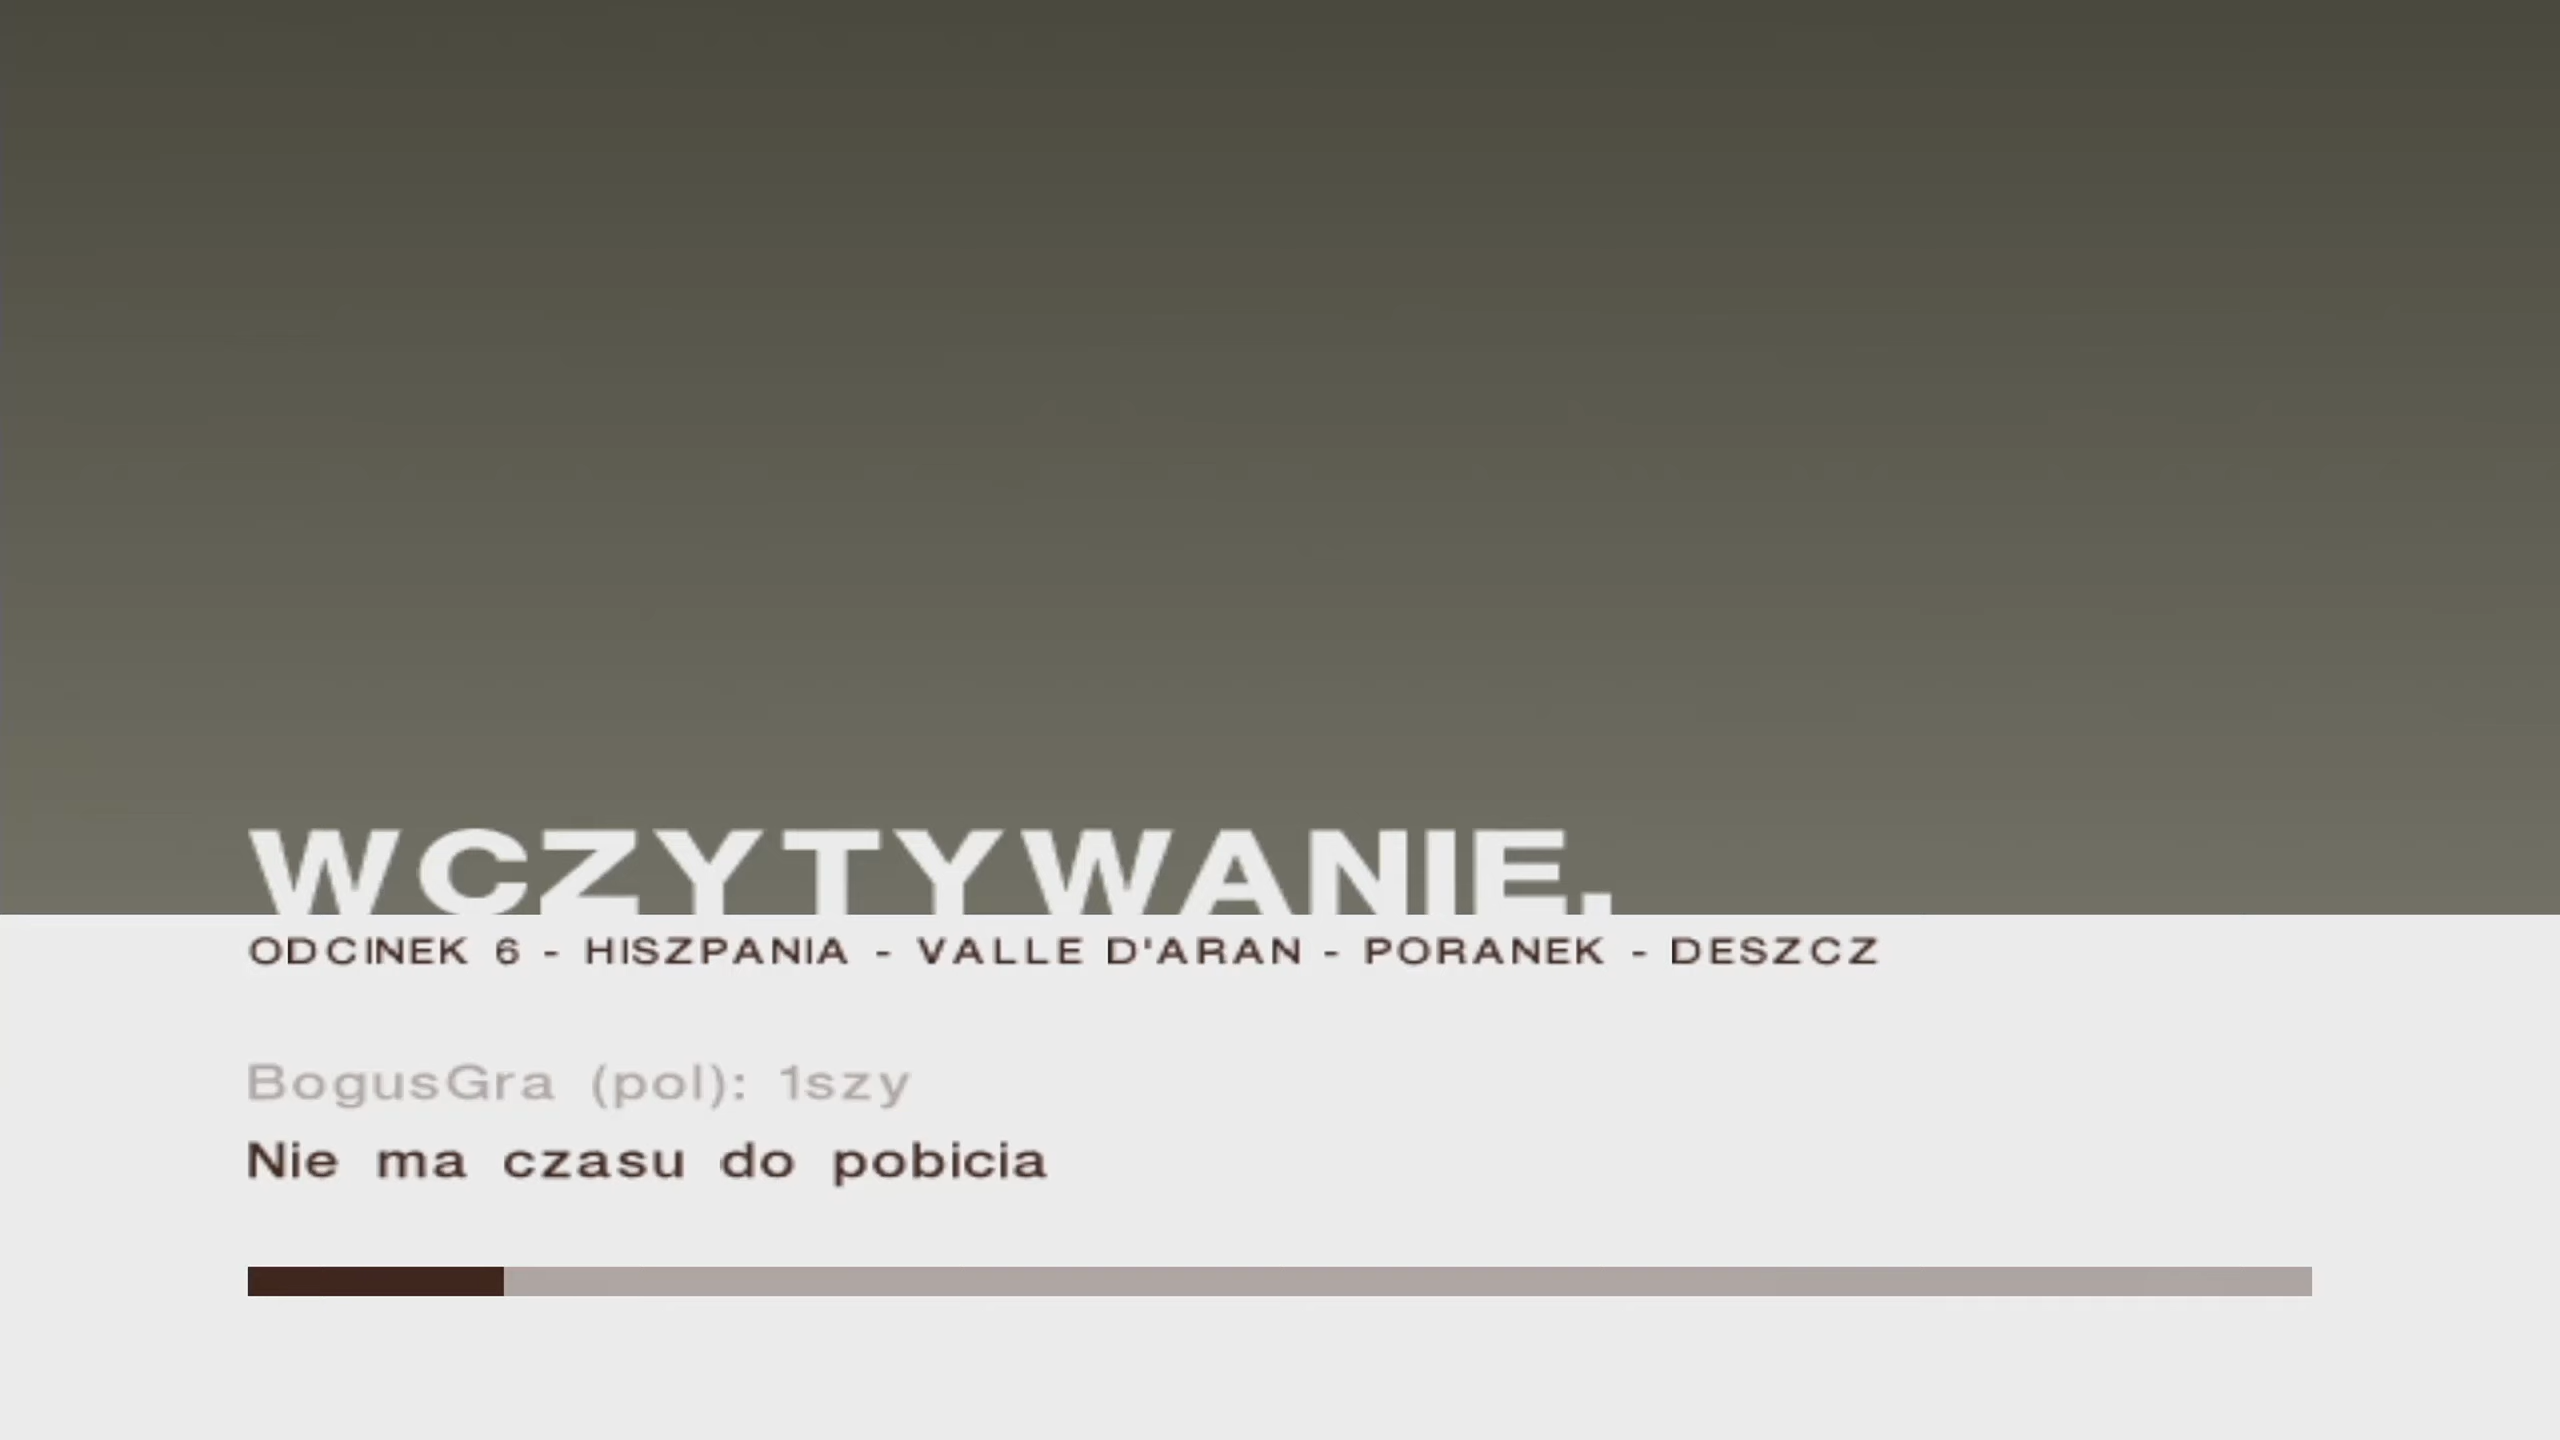 WCZYTYWANIE.
ODCINEK 6 - HISZPANIA - VALLE D'ARAN - PORANEK - DESZCZ
BogusGra (pol): 1szy
Nie ma czasu do pobicia